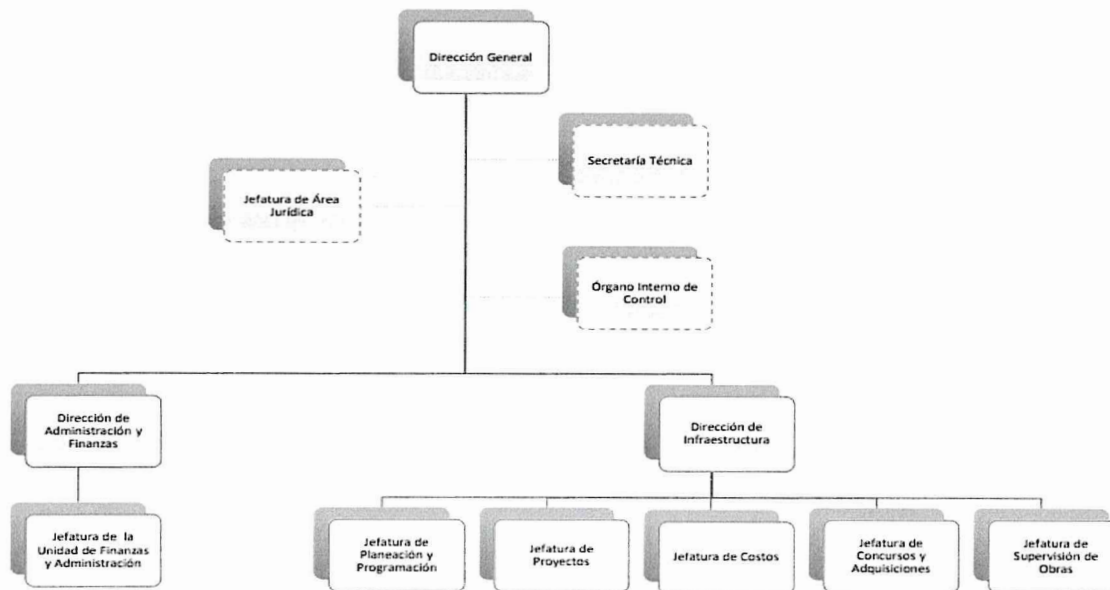 Dirección General
Secretaría Técnica
Jefatura de Área
Jurídica
Órgano Interno de
Control
Dirección de
Administración y
Finanzas
Dirección de
Infraestructura
Jefatura de la
Unidad de Finanzas
y Administración
Jefatura de
Planeación y
Programación
Jefatura de
Proyectos
Jefatura de Costos
Jefatura de
Concursos y
Adquisiciones
Jefatura de
Supervisión de
Obras